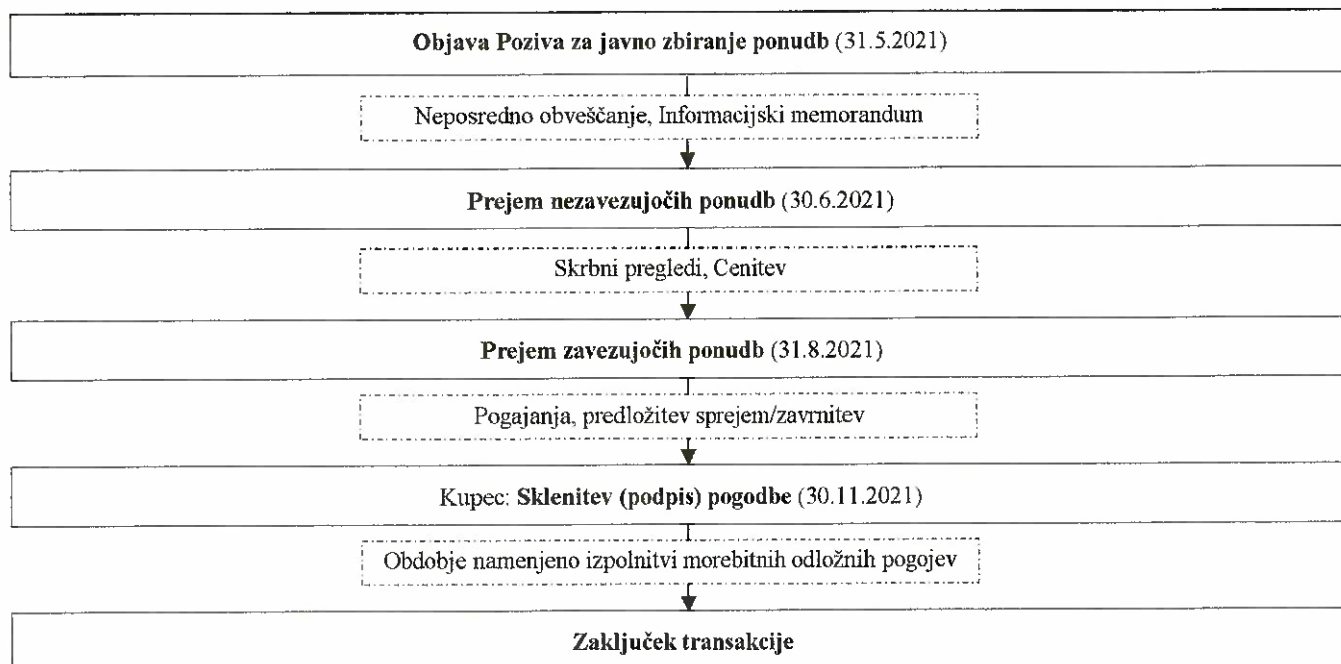 Objava Poziva za javno zbiranje ponudb (31.5.2021)
Neposredno obveščanje, Informacijski memorandum
Prejem nezavezujočih ponudb (30.6.2021)
Skrbni pregledi, Cenitev
Prejem zavezujočih ponudb (31.8.2021)
Pogajanja, predložitev sprejem/zavrnitev
Kupec: Sklenitev (podpis) pogodbe (30.11.2021)
Obdobje namenjeno izpolnitvi morebitnih odložnih pogojev
Zaključek transakcije